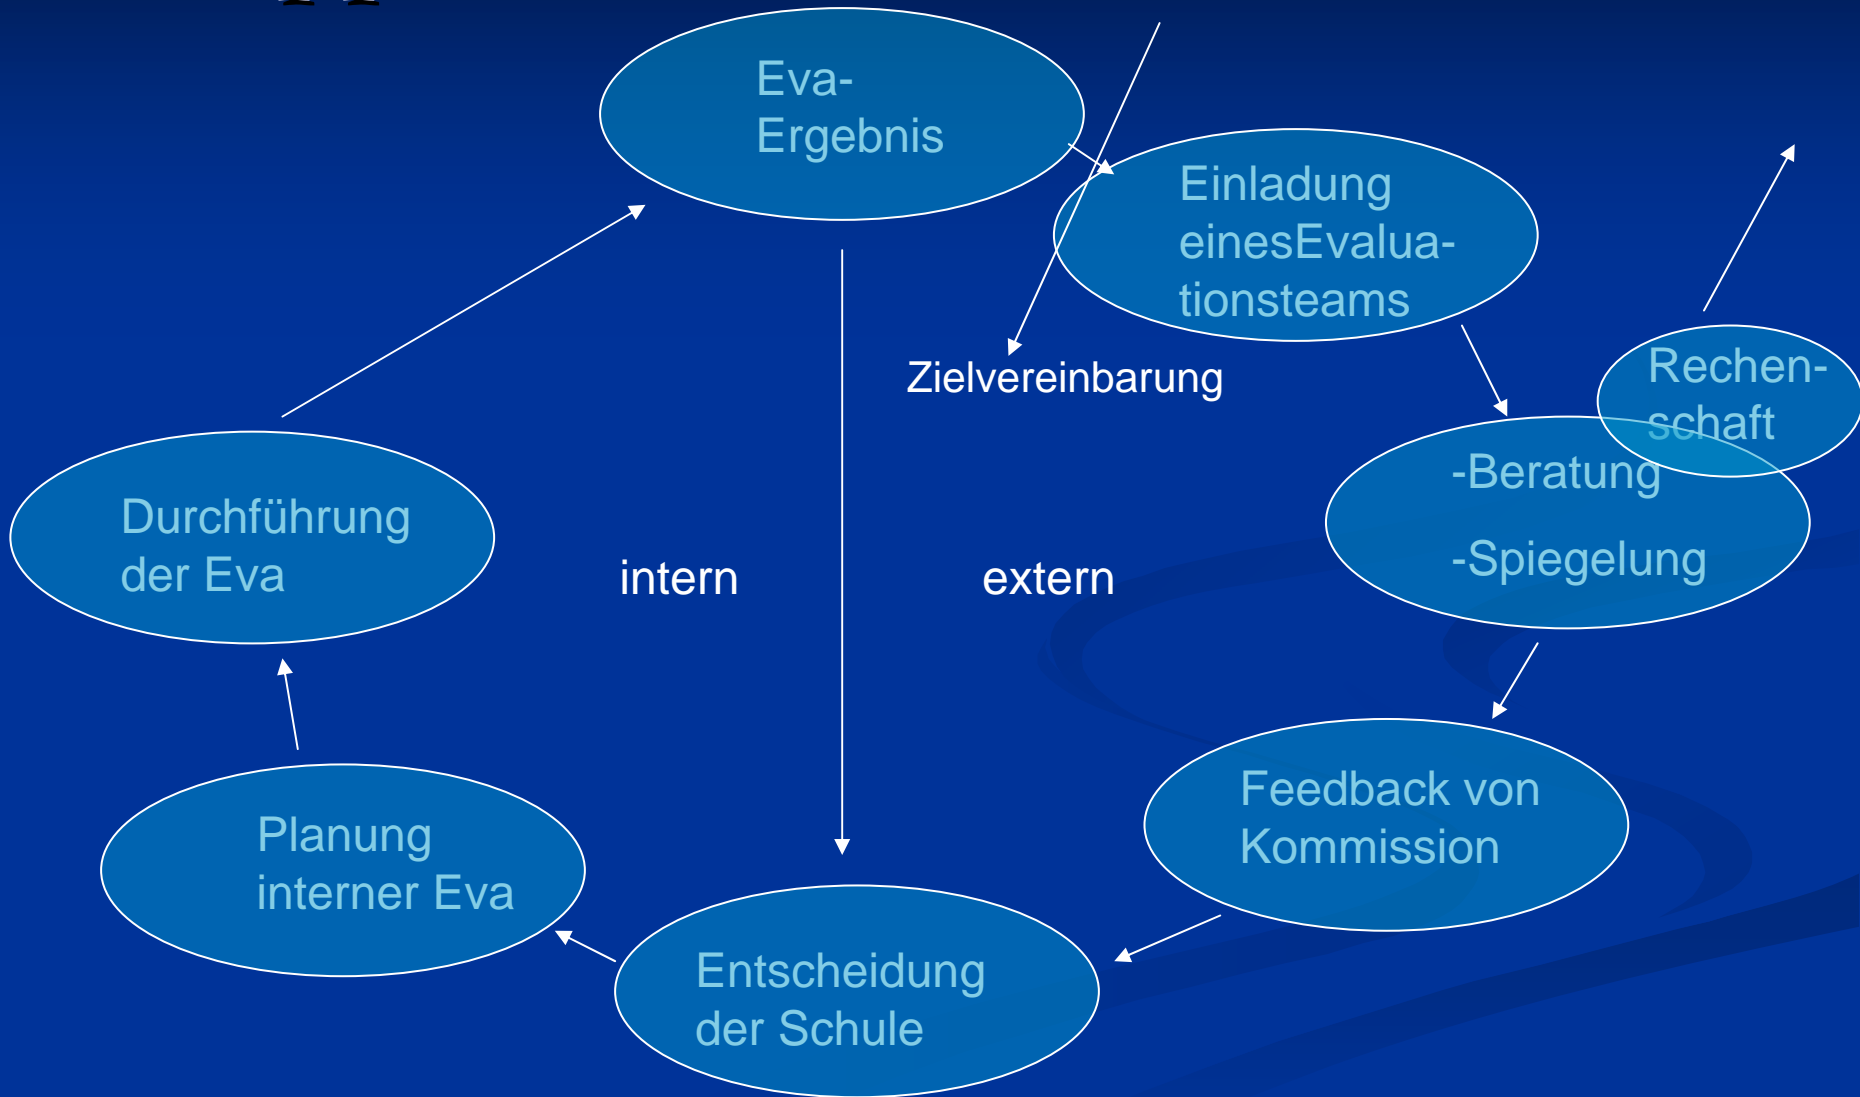 Eva-
Ergebnis
Einladung
einesEvalua-
tionsteams
Rechen-
schaft
Zielvereinbarung
-Beratung
-Spiegelung
Durchführung
der Eva
intern
extern
Feedback von
Kommission
Planung
interner Eva
Entscheidung
der Schule